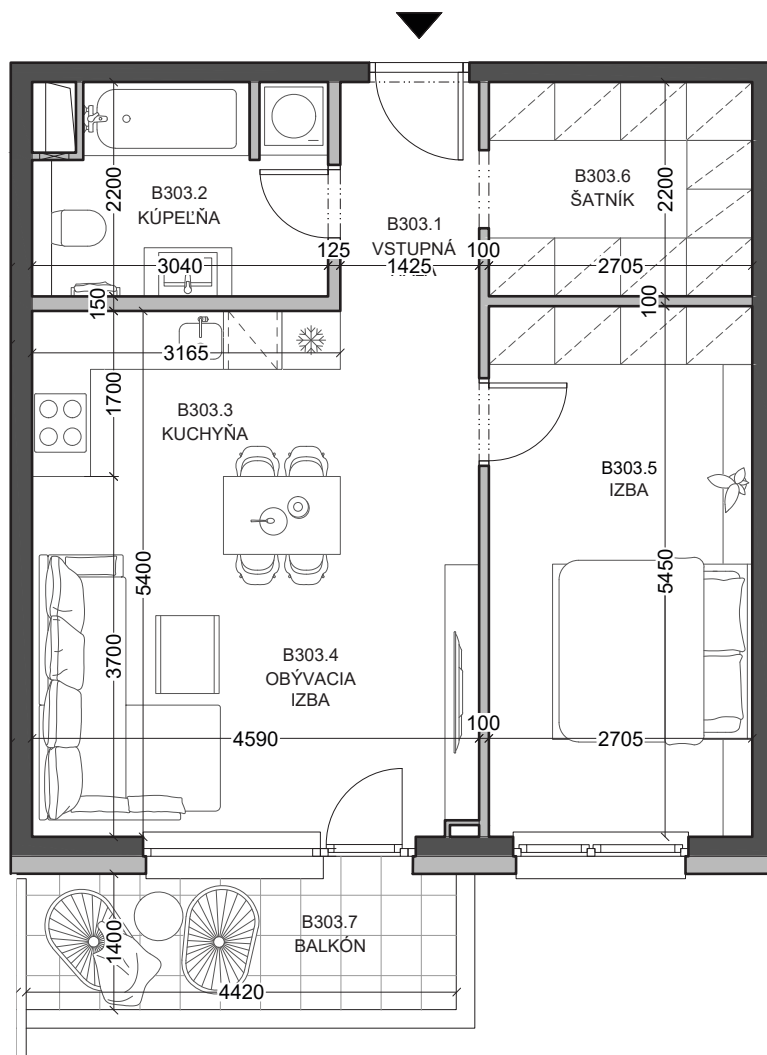 B303.2
KÚPEĽŇA
2200
3040
125
B303.1
VSTUPNÁ
1425
100
B303.6
ŠATNÍK
2200
2705
150
100
3165
1700
B303.3
KUCHYŇA
5400
3700
B303.5
IZBA
5450
B303.4
OBÝVACIA
IZBA
4590
100
2705
B303.7
BALKÓN
1400
4420